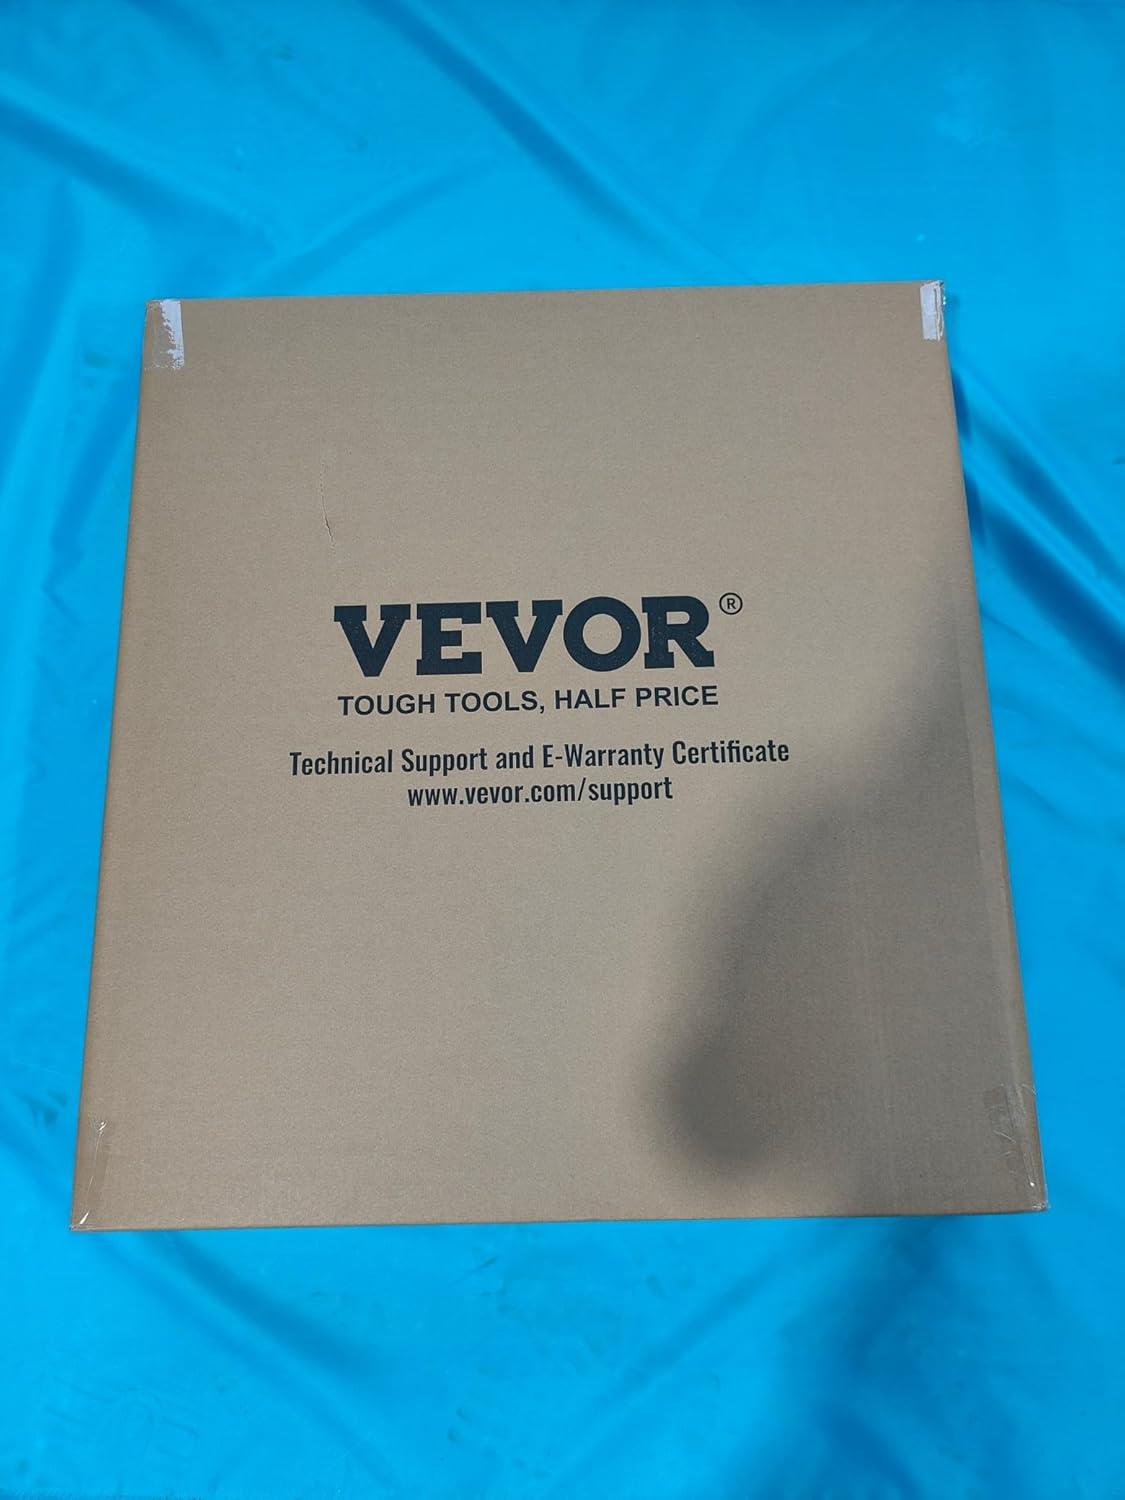 VEVOR®
TOUGH TOOLS, HALF PRICE
Technical Support and E-Warranty Certificate
www.vevor.com/support